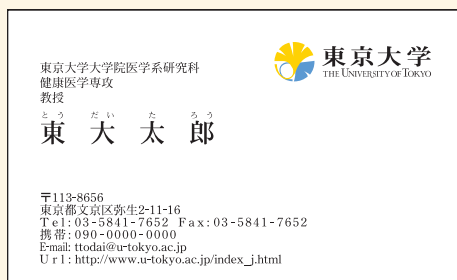 東京大学
THE UNIVERSITY OF TOKYO
東京大学大学院医学系研究科
健康医学専攻
教授
とう だい た ろう
東 大 太 郎
〒113-8656
東京都文京区弥生2-11-16
Tel:03-5841-7652 Fax:03-5841-7652
携帯:090-0000-0000
E-mail: ttodai@u-tokyo.ac.jp
Url:http://www.u-tokyo.ac.jp/index_j.html